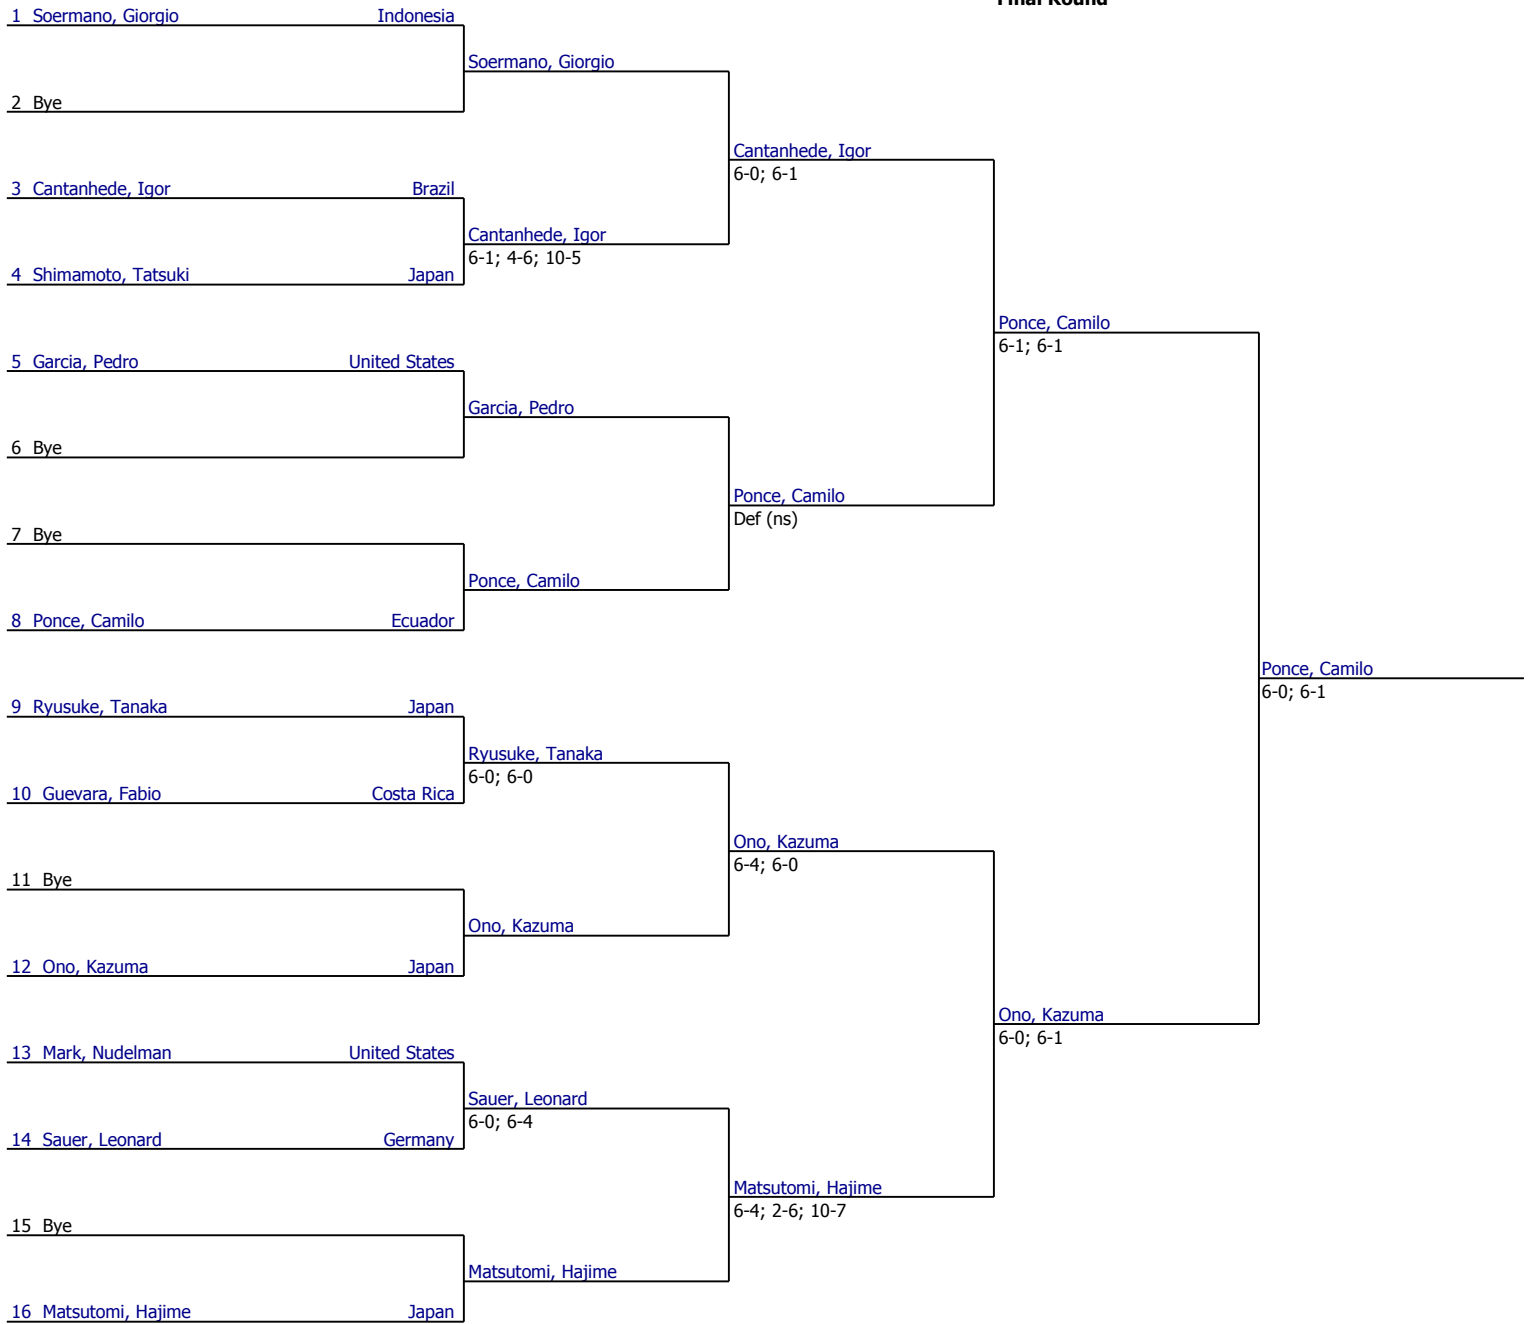 Final Round
1 Soermano, Giorgio Indonesia
Soermano, Giorgio
2 Bye
Cantanhede, Igor
6-0; 6-1
3 Cantanhede, Igor Brazil
Cantanhede, Igor
6-1; 4-6; 10-5
4 Shimamoto, Tatsuki Japan
Ponce, Camilo
6-1; 6-1
5 Garcia, Pedro United States
Garcia, Pedro
6 Bye
Ponce, Camilo
Def (ns)
7 Bye
Ponce, Camilo
8 Ponce, Camilo Ecuador
Ponce, Camilo
6-0; 6-1
9 Ryusuke, Tanaka Japan
Ryusuke, Tanaka
6-0; 6-0
10 Guevara, Fabio Costa Rica
Ono, Kazuma
6-4; 6-0
11 Bye
Ono, Kazuma
12 Ono, Kazuma Japan
Ono, Kazuma
6-0; 6-1
13 Mark, Nudelman United States
Sauer, Leonard
6-0; 6-4
14 Sauer, Leonard Germany
Matsutomi, Hajime
6-4; 2-6; 10-7
15 Bye
Matsutomi, Hajime
16 Matsutomi, Hajime Japan